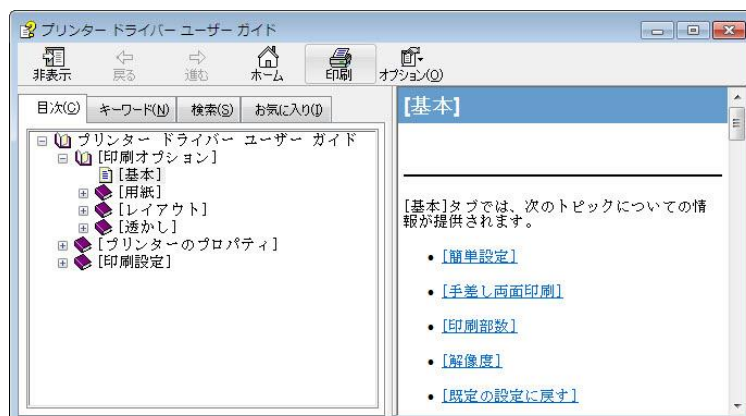 プリンター ドライバー ユーザー ガイド
非表示 戻る 進む ホーム 印刷 オプション(O)
目次(C) キーワード(N) 検索(S) お気に入り(I)
プリンター ドライバー ユーザー ガイド
[印刷オプション]
[基本]
[用紙]
[レイアウト]
[透かし]
[プリンターのプロパティ]
[印刷設定]
[基本]
[基本]タブでは、次のトピックについての情
報が提供されます。
• [簡単設定]
• [手差し両面印刷]
• [印刷部数]
• [解像度]
• [既定の設定に戻す]